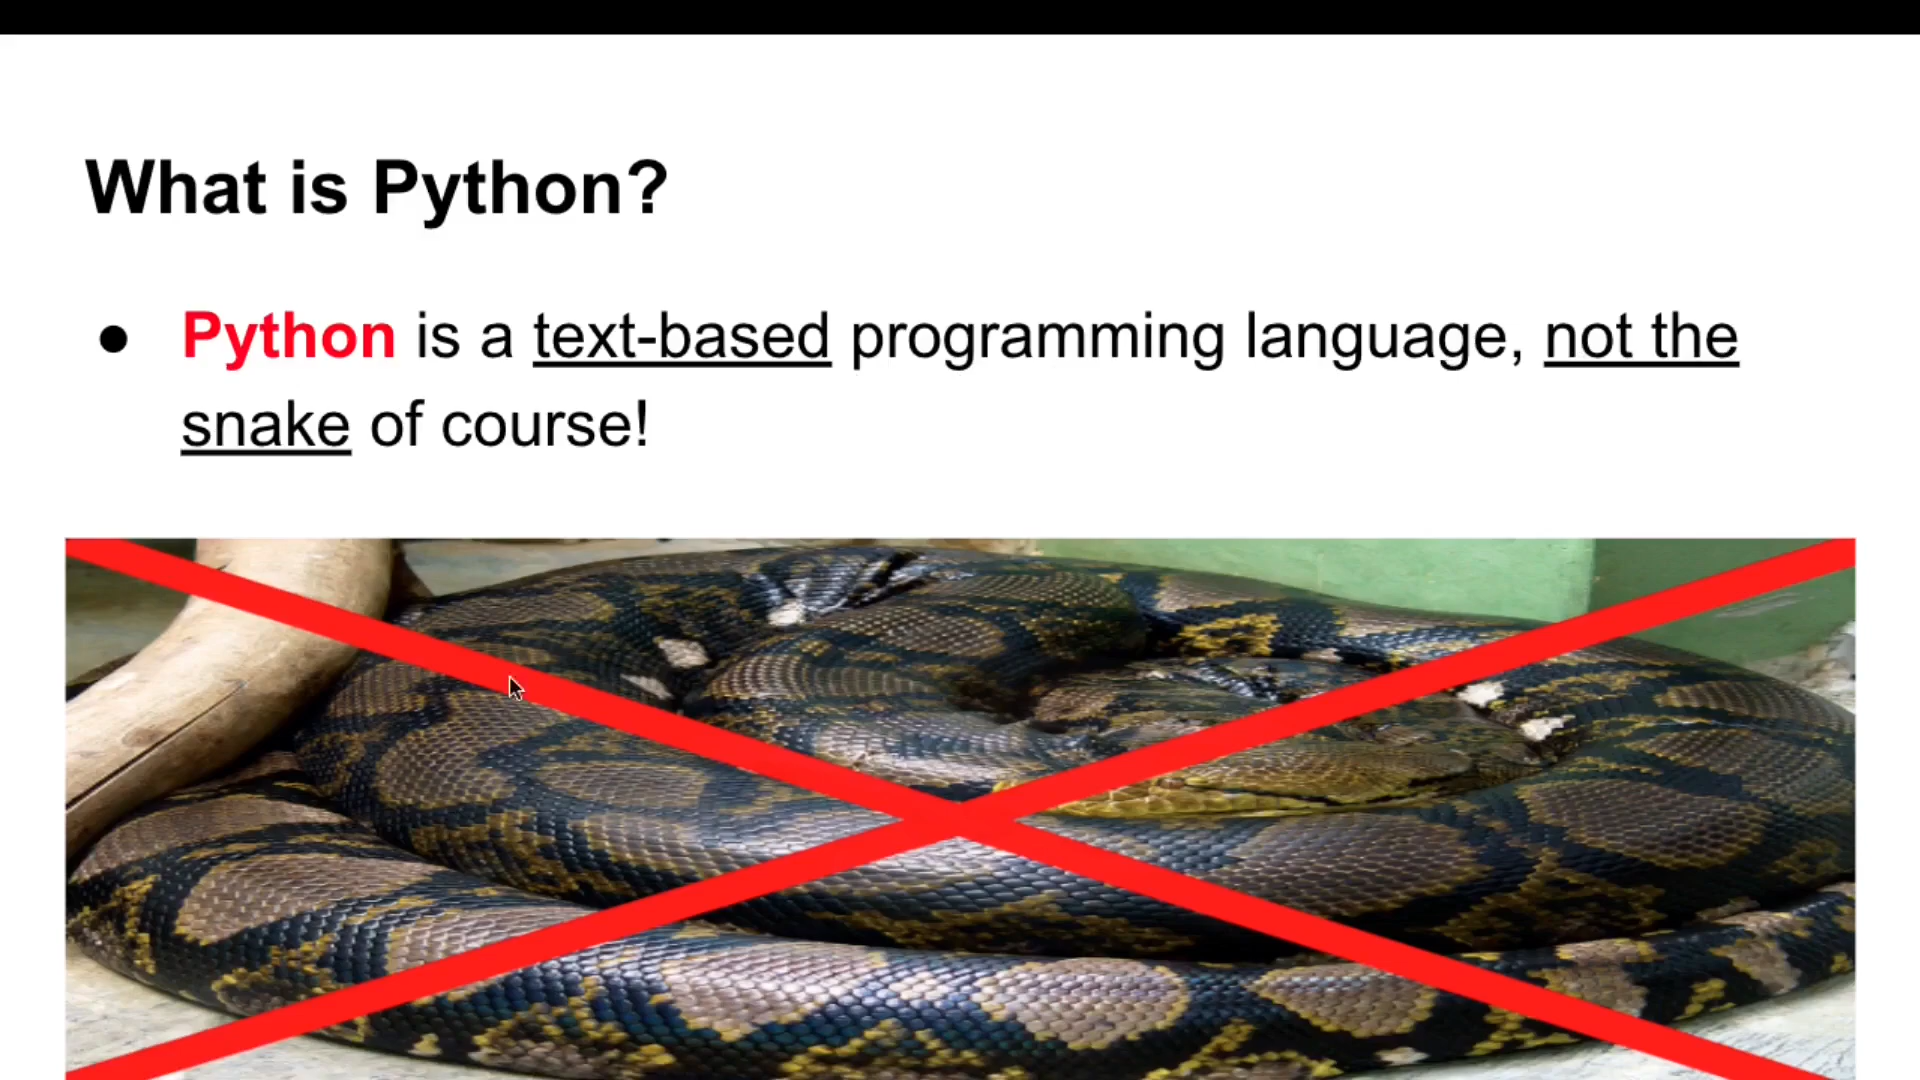 What is Python?
● Python is a text-based programming language, not the
snake of course!